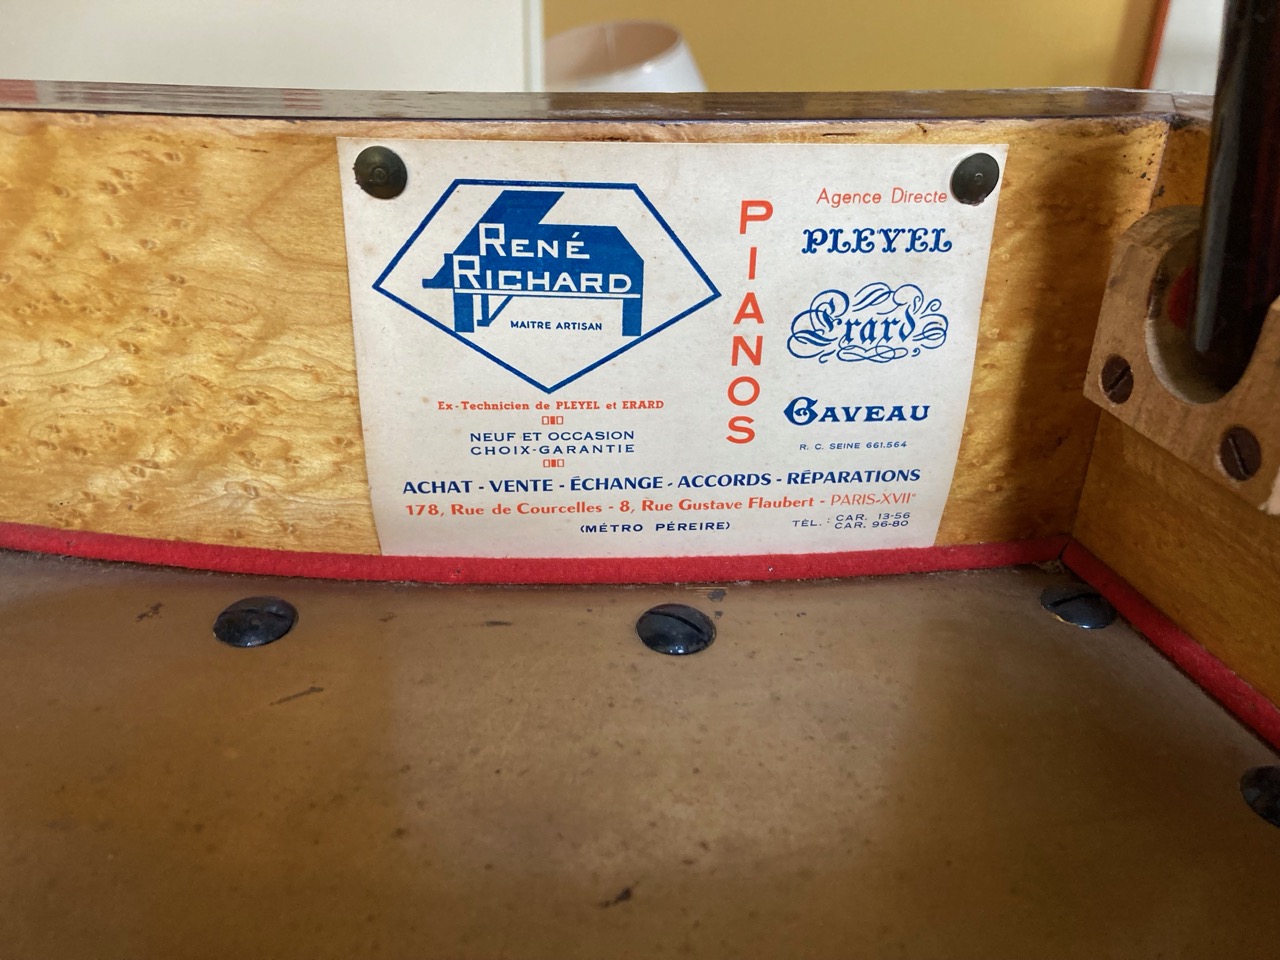 RENÉ
RICHARD
MAITRE ARTISAN
Ex-Technicien de PLEYEL et ERARD
NEUF ET OCCASION
CHOIX-GARANTIE
PIANOS
Agence Directe
PLEYEL
Erard
GAVEAU
R. C. SEINE 661.564
ACHAT - VENTE - ÉCHANGE - ACCORDS - RÉPARATIONS
178, Rue de Courcelles - 8, Rue Gustave Flaubert - PARIS-XVIIᵉ
(MÉTRO PÉREIRE)
TÉL. : CAR. 13-56
CAR. 96-80